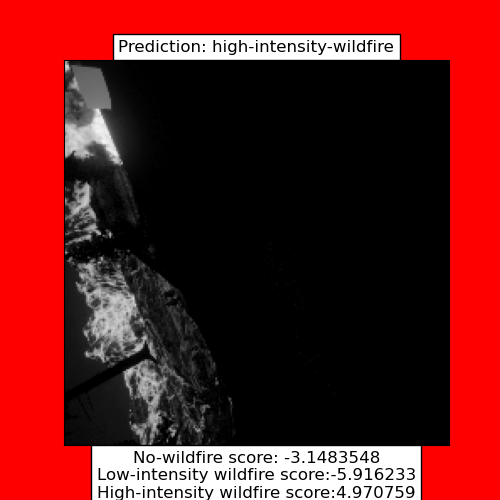 Prediction: high-intensity-wildfire
No-wildfire score: -3.1483548
Low-intensity wildfire score:-5.916233
High-intensity wildfire score:4.970759